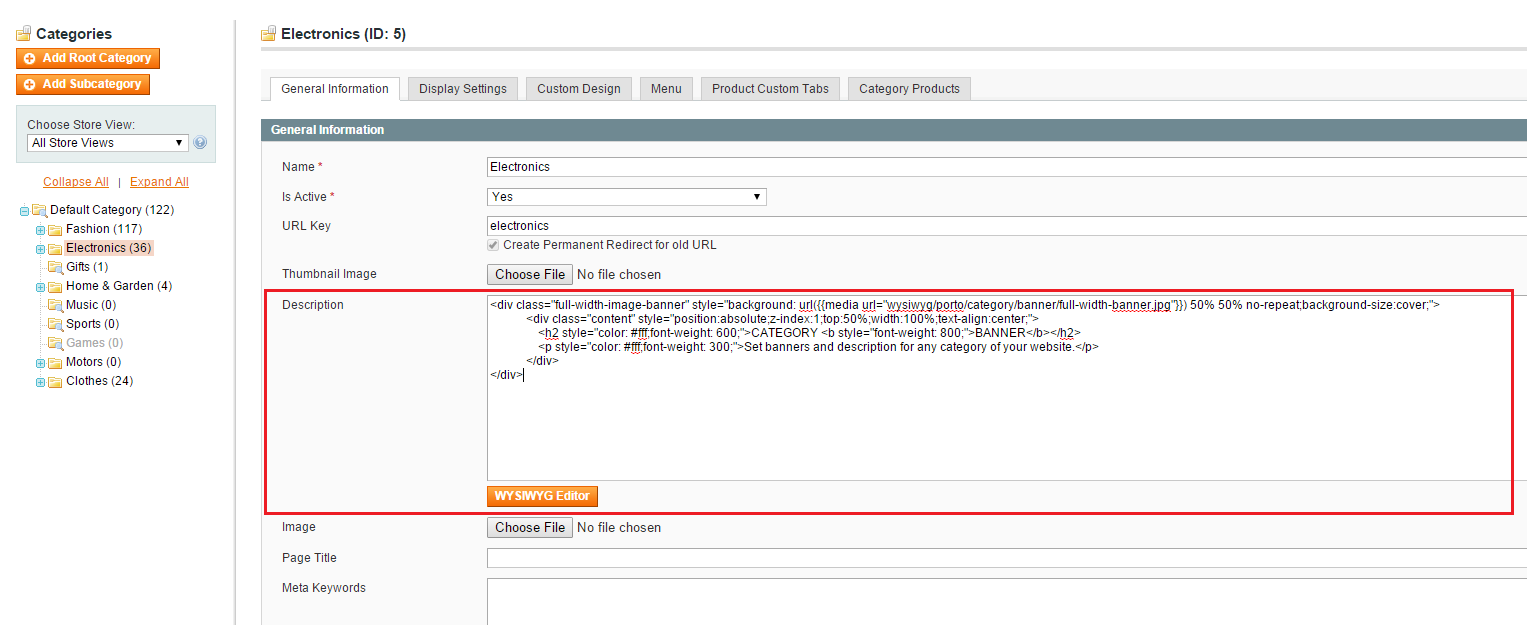 Categories
Add Root Category
Add Subcategory
Choose Store View:
All Store Views
Collapse All | Expand All
Default Category (122)
Fashion (117)
Electronics (36)
Gifts (1)
Home & Garden (4)
Music (0)
Sports (0)
Games (0)
Motors (0)
Clothes (24)
Electronics (ID: 5)
General Information
Display Settings
Custom Design
Menu
Product Custom Tabs
Category Products
General Information
Name *
Electronics
Is Active *
Yes
URL Key
electronics
Create Permanent Redirect for old URL
Thumbnail Image
Choose File No file chosen
Description
<div class="full-width-image-banner" style="background: url({{media url="wysiwyg/porto/category/banner/full-width-banner.jpg"}}) 50% 50% no-repeat;background-size:cover;">
<div class="content" style="position:absolute;z-index:1;top:50%;width:100%;text-align:center;">
<h2 style="color: #fff;font-weight: 600;">CATEGORY <b style="font-weight: 800;">BANNER</b></h2>
<p style="color: #fff;font-weight: 300;">Set banners and description for any category of your website.</p>
</div>
</div>
WYSIWYG Editor
Image
Choose File No file chosen
Page Title
Meta Keywords